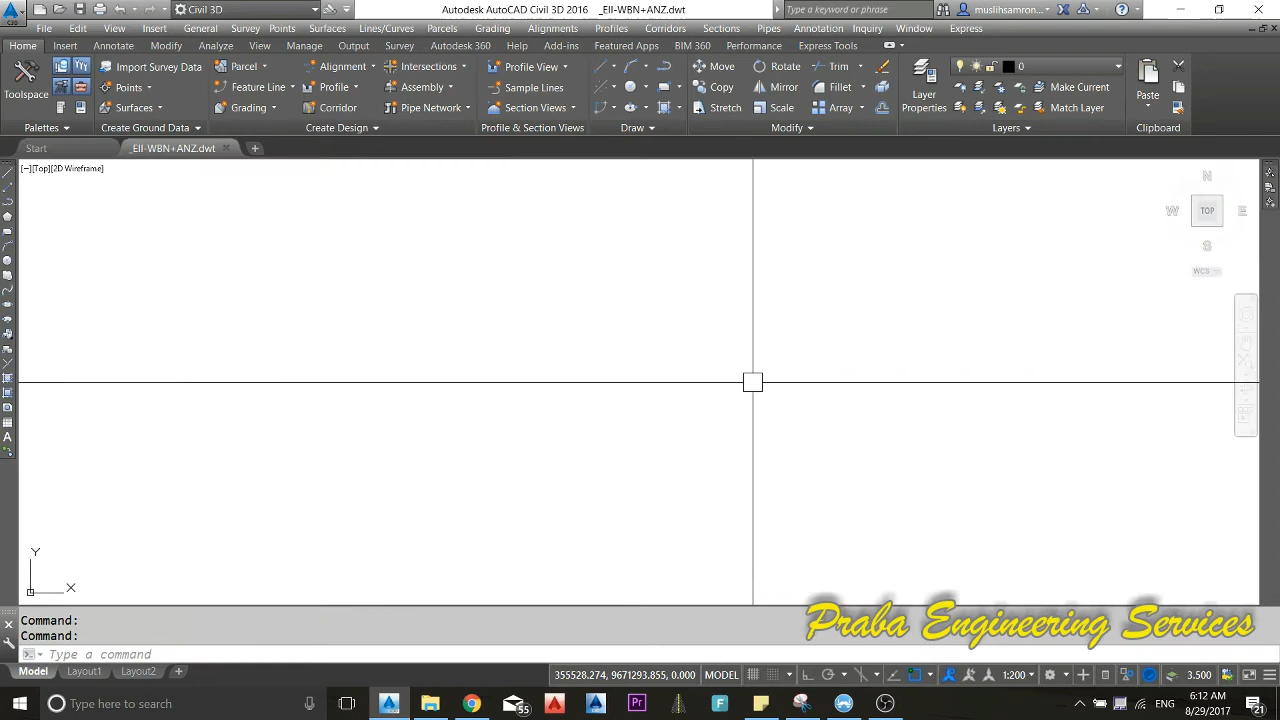 Civil 3D
Autodesk AutoCAD Civil 3D 2016 _EII-WBN+ANZ.dwt
Type a keyword or phrase
muslihsamron...
File Edit View Insert General Survey Points Surfaces Lines/Curves Parcels Grading Alignments Profiles Corridors Sections Pipes Annotation Inquiry Window Express
Home Insert Annotate Modify Analyze View Manage Output Survey Autodesk 360 Help Add-ins Featured Apps BIM 360 Performance Express Tools
Toolspace
Import Survey Data
Points
Surfaces
Parcel
Feature Line
Grading
Alignment
Profile
Corridor
Intersections
Assembly
Pipe Network
Profile View
Sample Lines
Section Views
Move
Copy
Stretch
Rotate
Mirror
Scale
Trim
Fillet
Array
Layer
Properties
0
Make Current
Match Layer
Paste
Palettes Create Ground Data Create Design Profile & Section Views Draw Modify Layers Clipboard
Start _EII-WBN+ANZ.dwt
[−][Top][2D Wireframe]
N
W TOP E
S
WCS
Y
X
Command:
Command:
Type a command
Praba Engineering Services
Model Layout1 Layout2
355528.274, 9671293.855, 0.000 MODEL 1:200 3.500
Type here to search
55
Pr
F
ENG
6:12 AM
8/29/2017
21